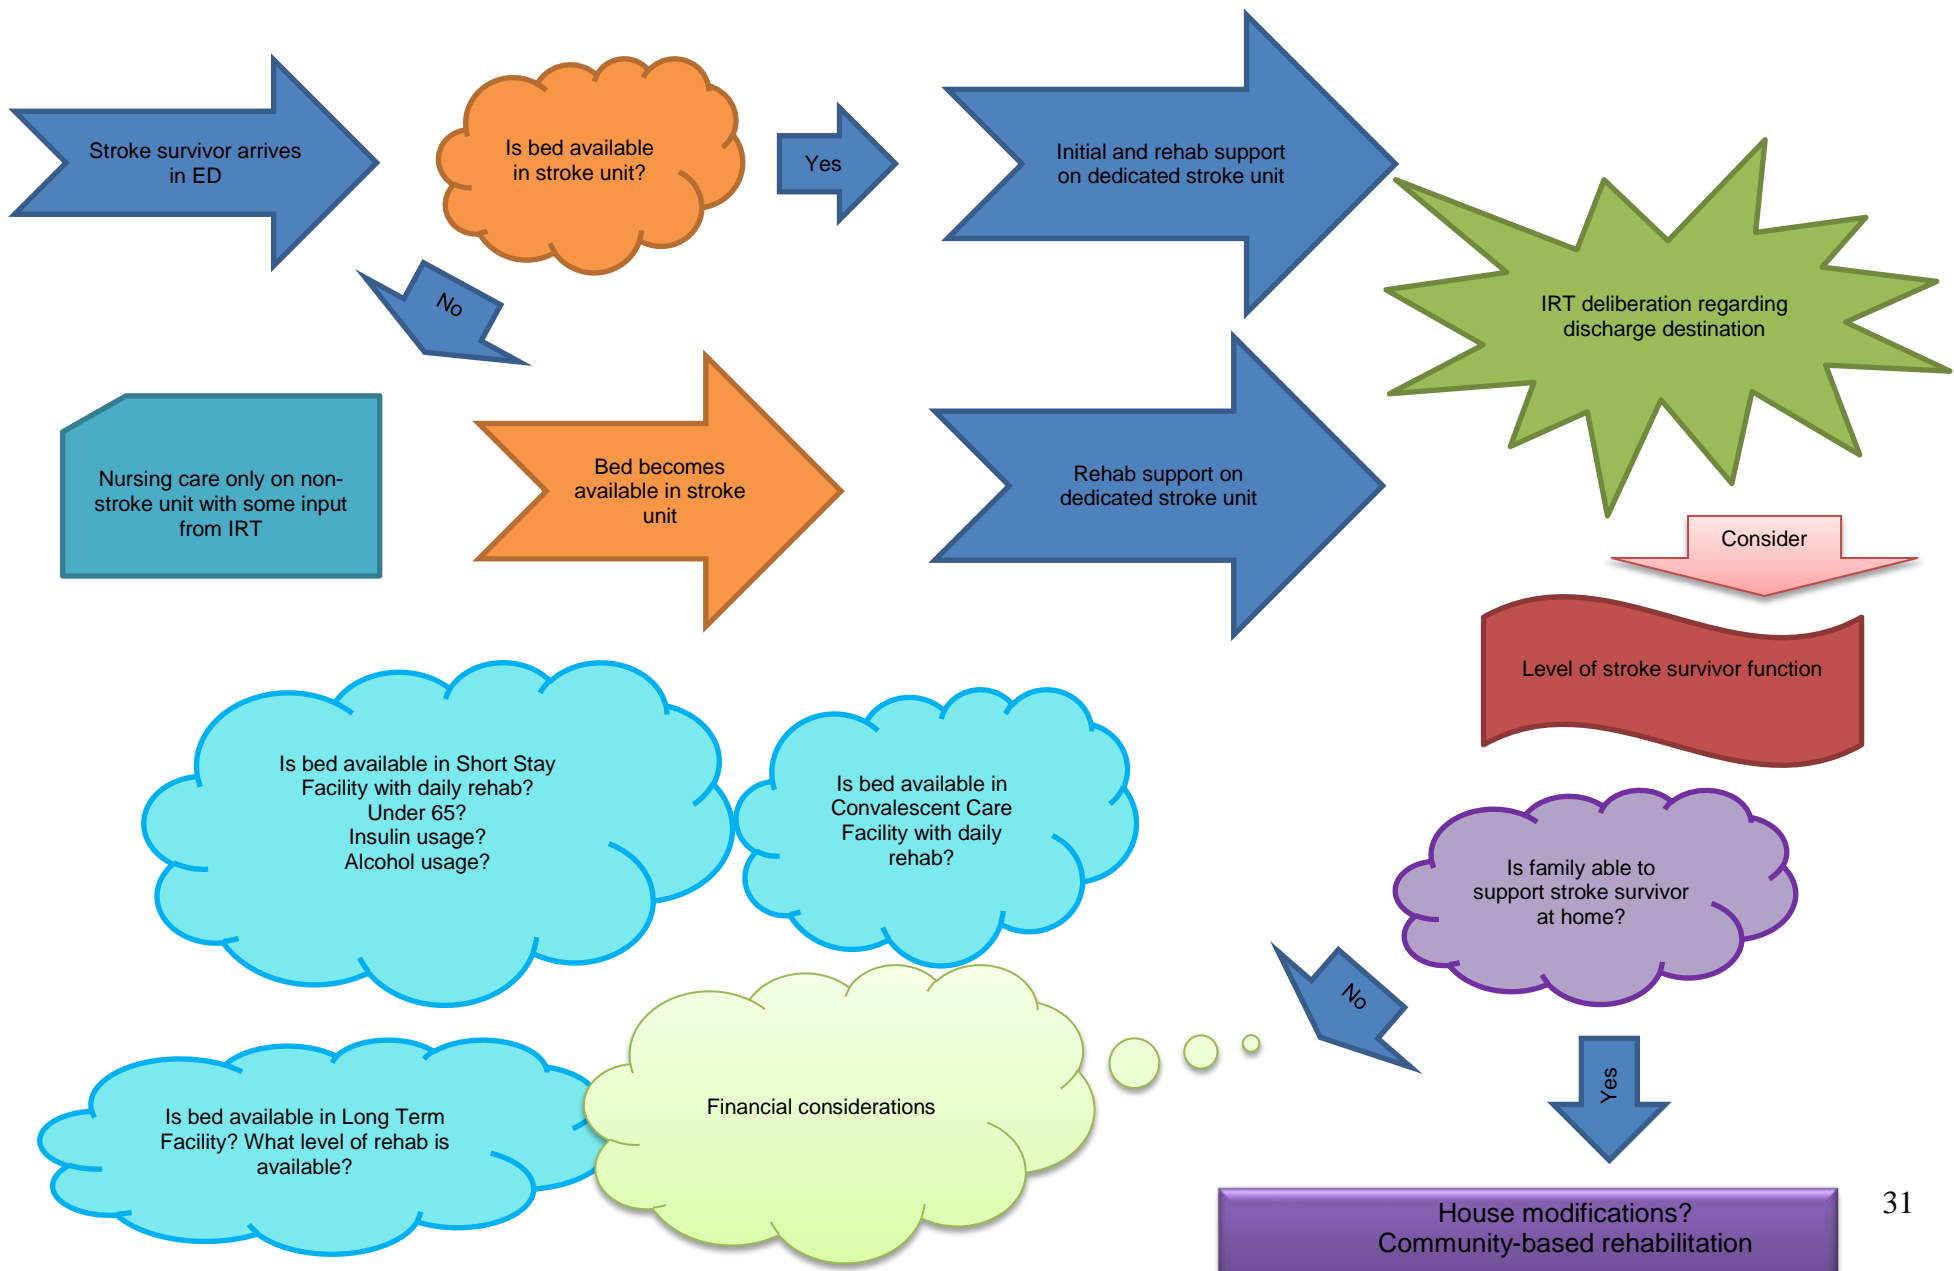 Stroke survivor arrives
in ED
Is bed available
in stroke unit?
Yes
Initial and rehab support
on dedicated stroke unit
No
IRT deliberation regarding
discharge destination
Nursing care only on non-
stroke unit with some input
from IRT
Bed becomes
available in stroke
unit
Rehab support on
dedicated stroke unit
Consider
Level of stroke survivor function
Is bed available in Short Stay
Facility with daily rehab?
Under 65?
Insulin usage?
Alcohol usage?
Is bed available in
Convalescent Care
Facility with daily
rehab?
Is family able to
support stroke survivor
at home?
No
Yes
Is bed available in Long Term
Facility? What level of rehab is
available?
Financial considerations
House modifications?
Community-based rehabilitation
31